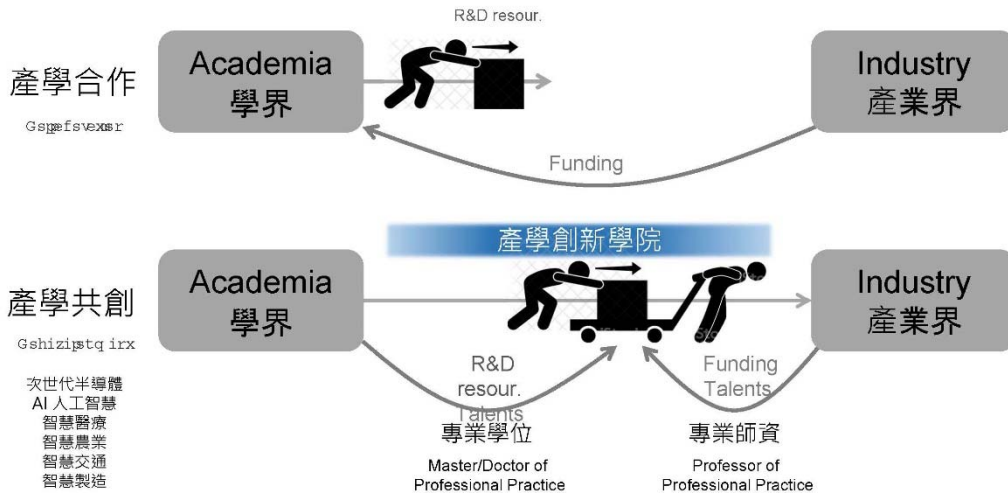 R&D resour.
產學合作
Gspefsvexmsr
Academia
學界
Industry
產業界
Funding
產學創新學院
產學共創
Gshizipstq irx
Academia
學界
Industry
產業界
R&D
resour.
Talents
Funding
Talents
次世代半導體
AI 人工智慧
智慧醫療
智慧農業
智慧交通
智慧製造
專業學位
Master/Doctor of
Professional Practice
專業師資
Professor of
Professional Practice